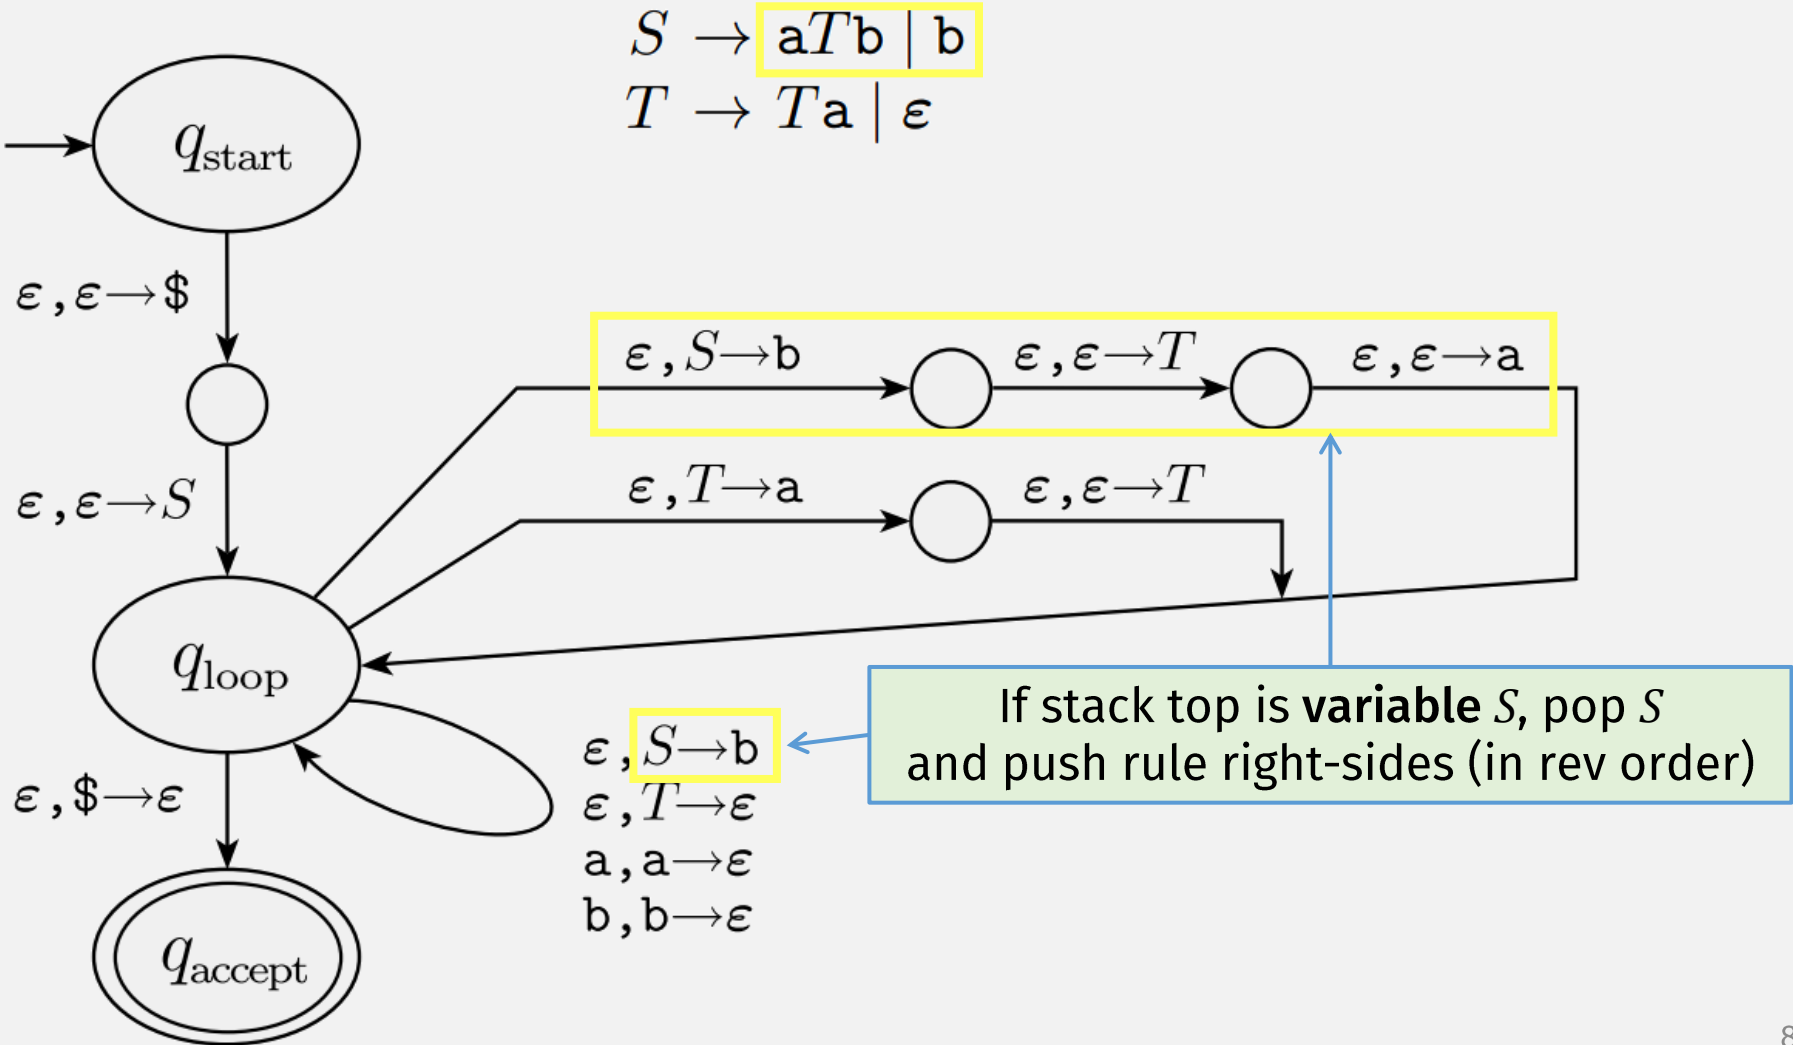 S → aTb | b
T → Ta | ε
q_start
ε,ε→$
ε,S→b
ε,ε→T
ε,ε→a
ε,ε→S
ε,T→a
ε,ε→T
q_loop
If stack top is variable S, pop S
and push rule right-sides (in rev order)
ε,S→b
ε,T→ε
a,a→ε
b,b→ε
ε,$→ε
q_accept
8